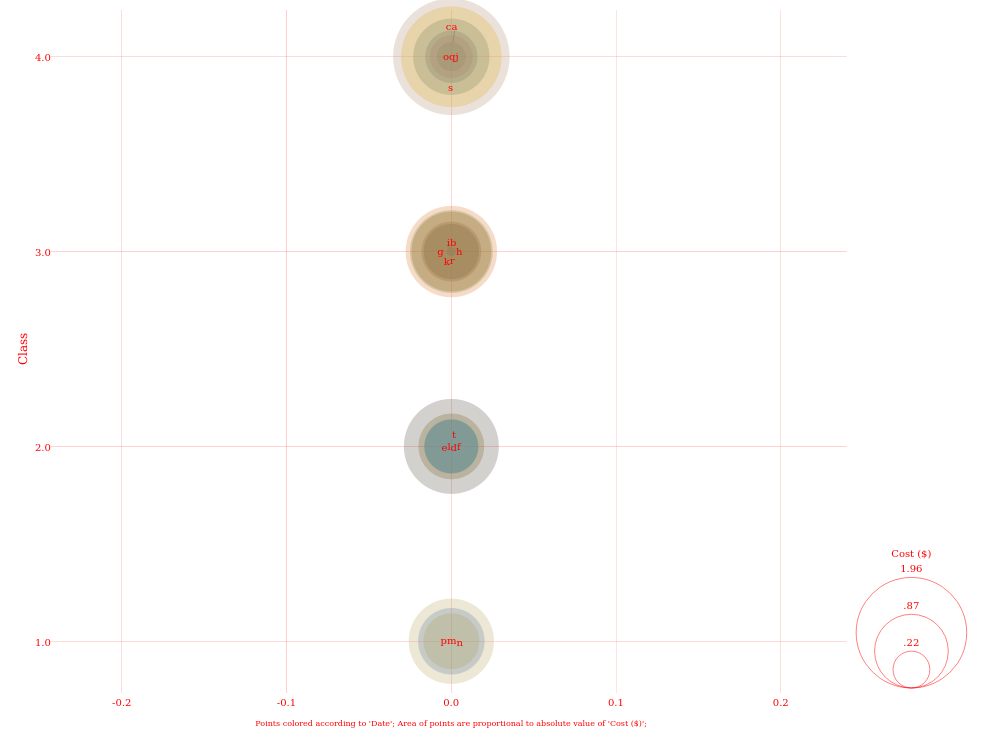 ca
4.0
oqj
s
ib
3.0
g h
kr
Class
t
2.0
eldf
Cost ($)
1.96
.87
1.0
pmn
.22
-0.2
-0.1
0.0
0.1
0.2
Points colored according to 'Date'; Area of points are proportional to absolute value of 'Cost ($)';